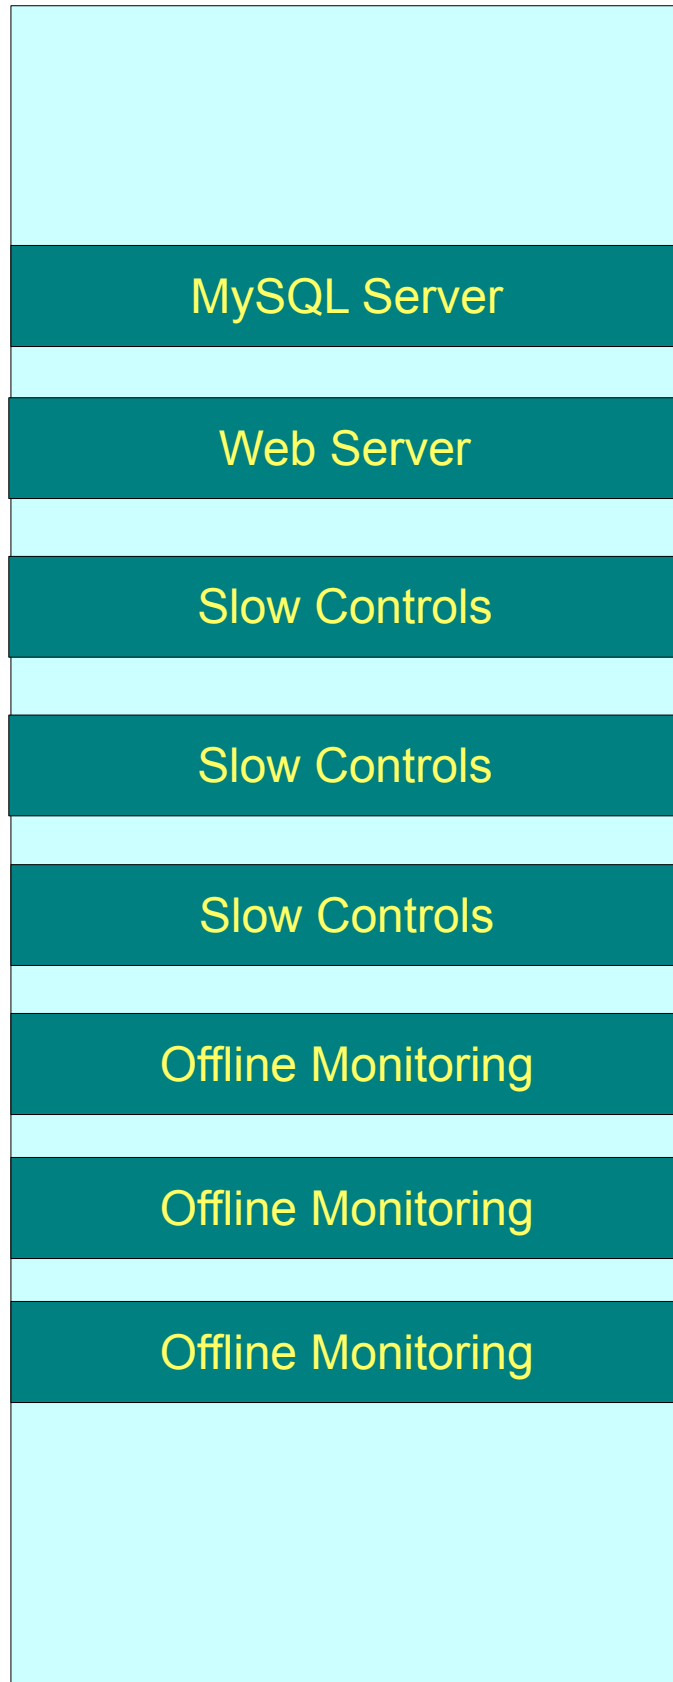 MySQL Server
Web Server
Slow Controls
Slow Controls
Slow Controls
Offline Monitoring
Offline Monitoring
Offline Monitoring